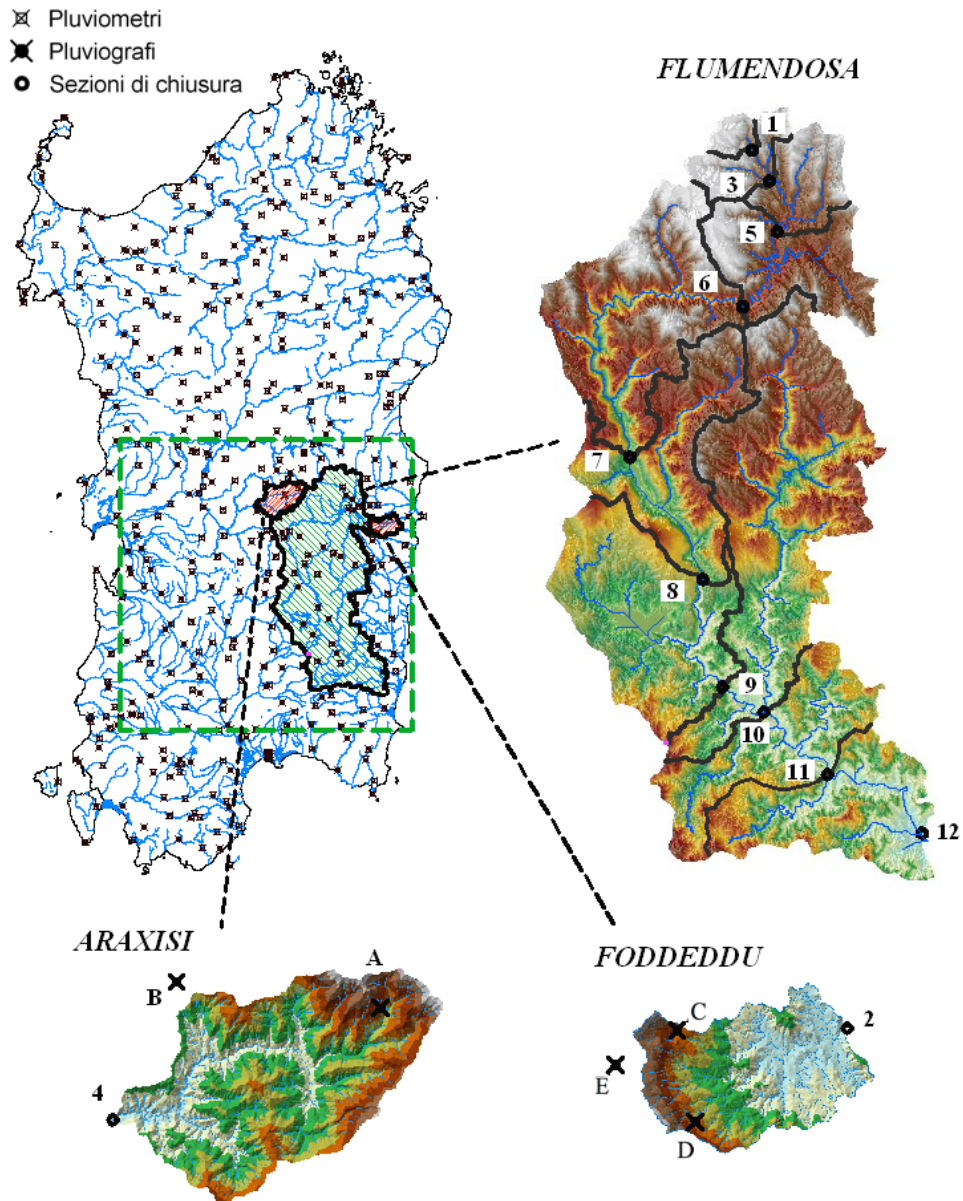 Pluviometri
Pluviografi
Sezioni di chiusura
FLUMENDOSA
1
3
5
6
7
8
9
10
11
12
ARAXISI
A
B
4
FODDEDDU
C
2
E
D